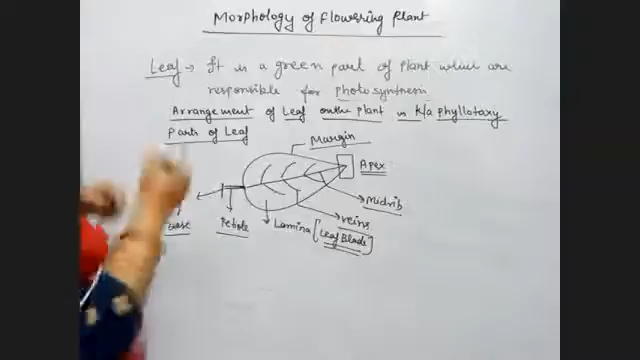 Morphology of Flowering Plant
Leaf → It is a green part of plant which are
responsible for photosynthesis
Arrangement of Leaf on the plant is k/a phyllotaxy
Parts of Leaf
Margin
Apex
Midrib
veins
Lamina [Leaf Blade]
Petole
Base